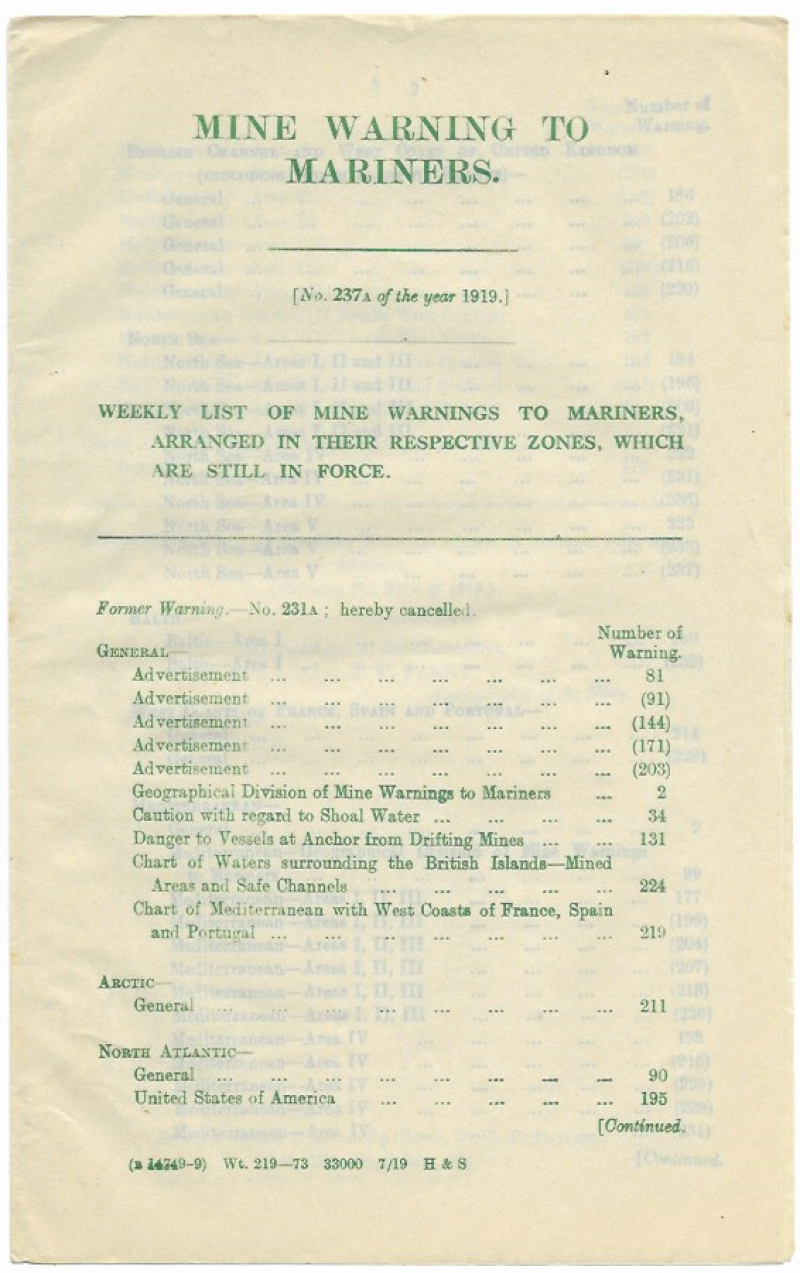 MINE WARNING TO
MARINERS.
[No. 237A of the year 1919.]
WEEKLY LIST OF MINE WARNINGS TO MARINERS,
ARRANGED IN THEIR RESPECTIVE ZONES, WHICH
ARE STILL IN FORCE.
Former Warning.—No. 231A; hereby cancelled.
Number of
Warning.
GENERAL—
Advertisement ... ... ... ... ... ... ... 81
Advertisement ... ... ... ... ... ... ... (91)
Advertisement ... ... ... ... ... ... ... (144)
Advertisement ... ... ... ... ... ... ... (171)
Advertisement ... ... ... ... ... ... ... (203)
Geographical Division of Mine Warnings to Mariners ... 2
Caution with regard to Shoal Water ... ... ... ... 34
Danger to Vessels at Anchor from Drifting Mines ... ... 131
Chart of Waters surrounding the British Islands—Mined
Areas and Safe Channels ... ... ... ... ... 224
Chart of Mediterranean with West Coasts of France, Spain
and Portugal ... ... ... ... ... ... ... 219
ARCTIC—
General ... ... ... ... ... ... ... ... 211
NORTH ATLANTIC—
General ... ... ... ... ... ... ... ... 90
United States of America ... ... ... ... ... 195
[Continued.
(B 14749-9) Wt. 219—73 33000 7/19 H & S